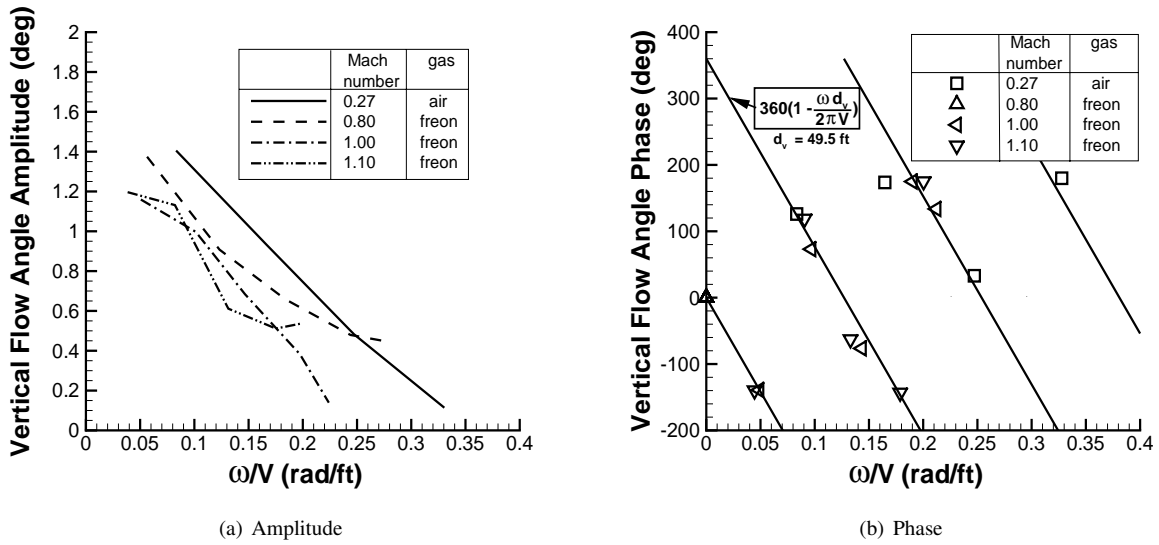 Vertical Flow Angle Amplitude (deg)
2
1.8
1.6
1.4
1.2
1
0.8
0.6
0.4
0.2
0
0 0.05 0.1 0.15 0.2 0.25 0.3 0.35 0.4
ω/V (rad/ft)
Mach number gas
0.27 air
0.80 freon
1.00 freon
1.10 freon
(a) Amplitude
Vertical Flow Angle Phase (deg)
400
300
200
100
0
-100
-200
0 0.05 0.1 0.15 0.2 0.25 0.3 0.35 0.4
ω/V (rad/ft)
360(1 - ω dᵥ / 2πV)
dᵥ = 49.5 ft
Mach number gas
0.27 air
0.80 freon
1.00 freon
1.10 freon
(b) Phase